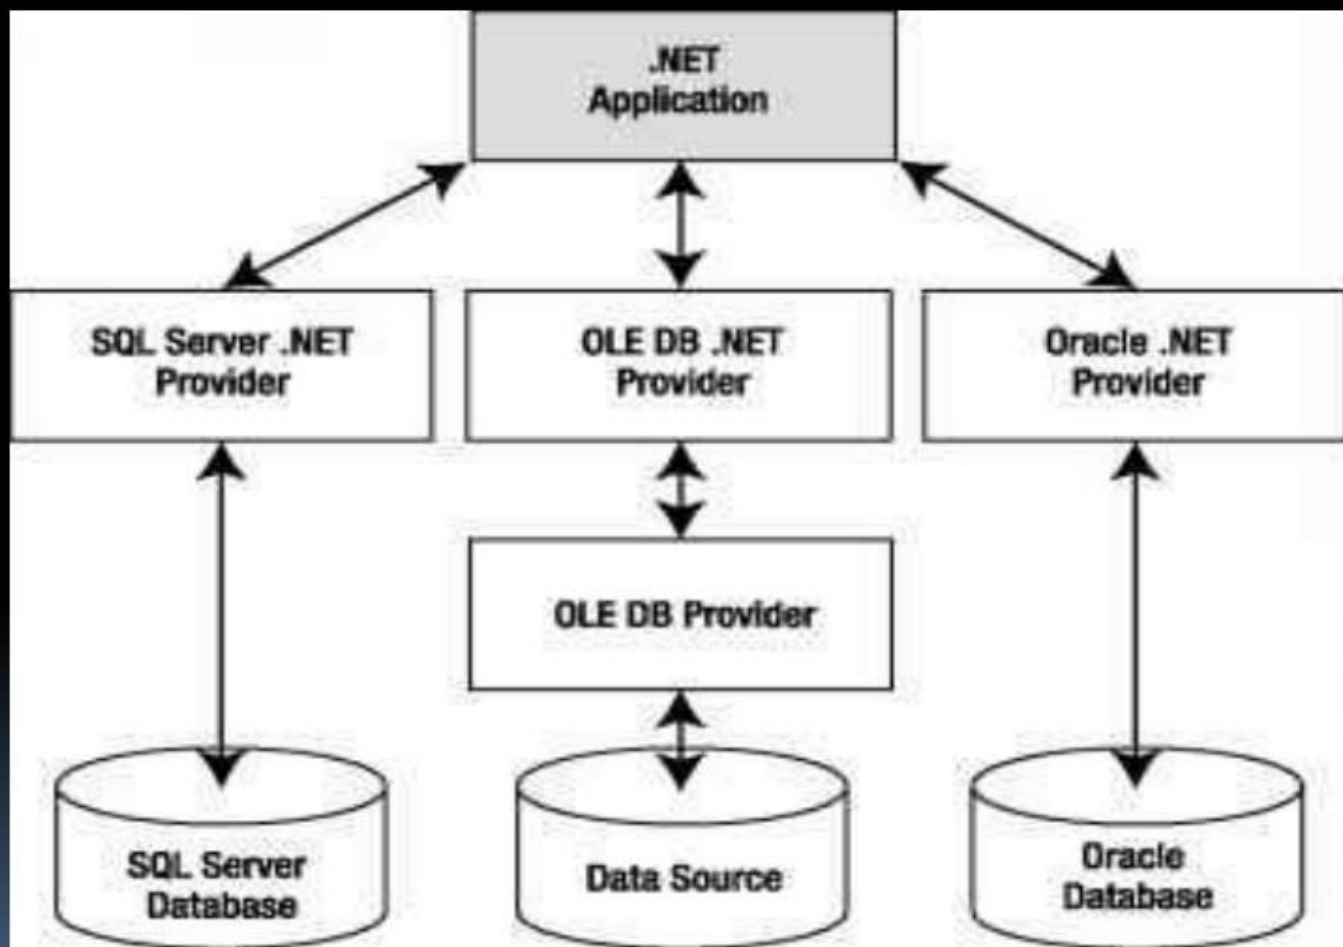 .NET
Application
SQL Server .NET
Provider
OLE DB .NET
Provider
Oracle .NET
Provider
OLE DB Provider
SQL Server
Database
Data Source
Oracle
Database